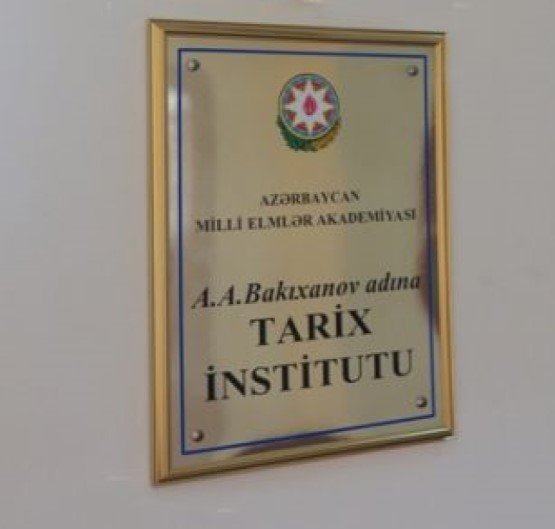 AZƏRBAYCAN
MİLLİ ELMLƏR AKADEMİYASI
A.A.Bakıxanov adına
TARİX
İNSTİTUTU